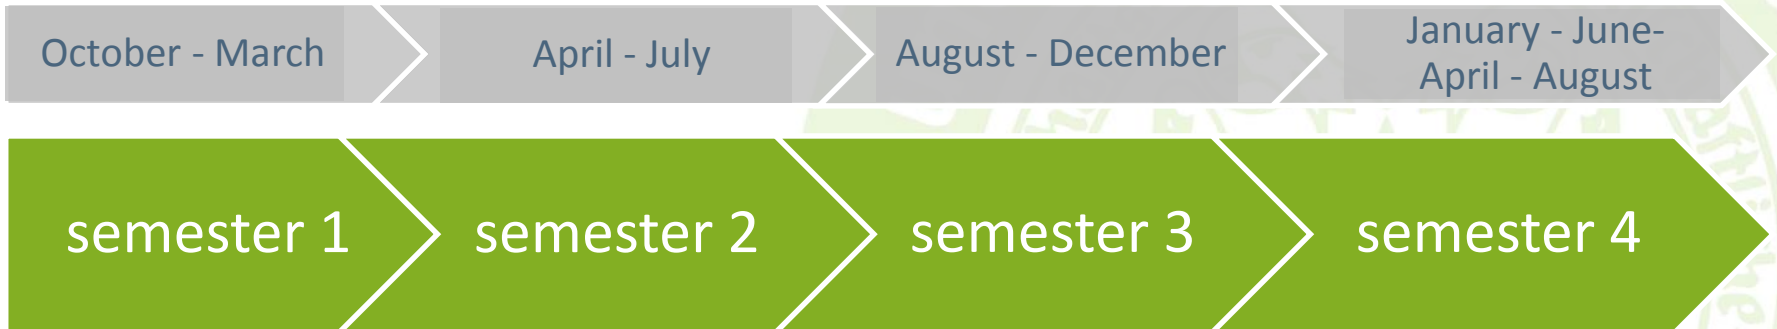 October - March
April - July
August - December
January - June-
April - August
semester 1
semester 2
semester 3
semester 4